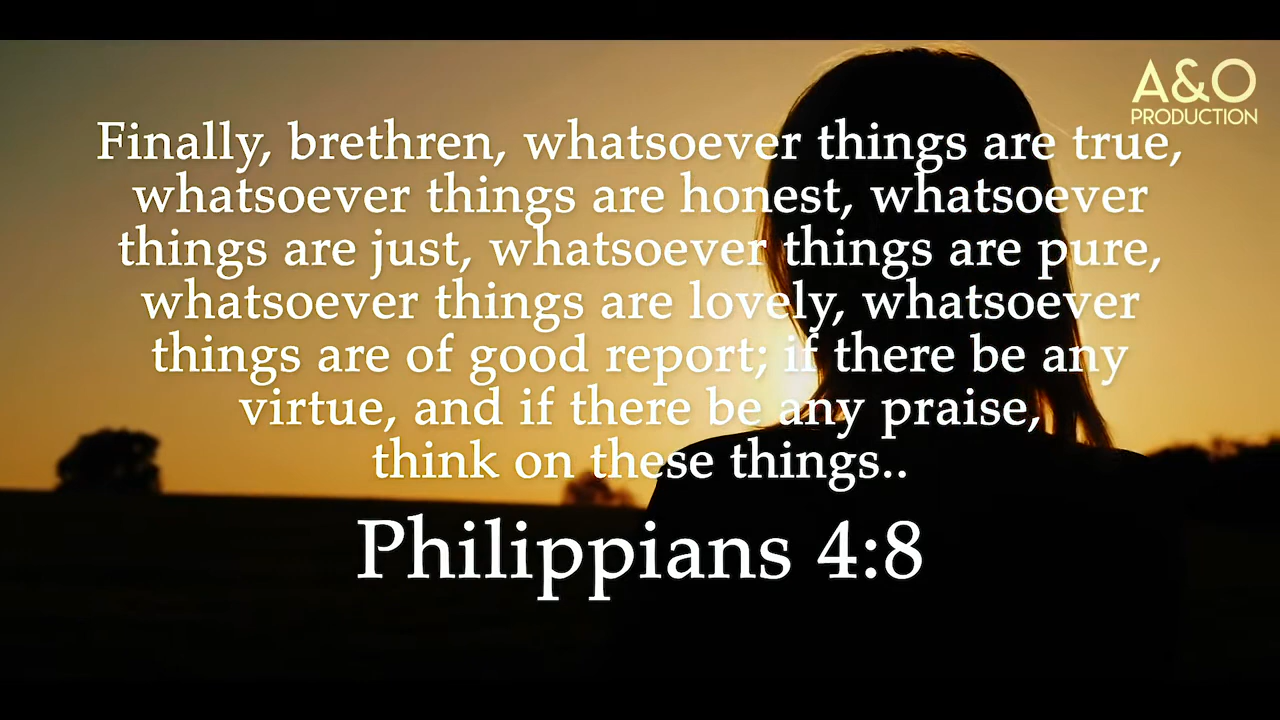 A&O
PRODUCTION
Finally, brethren, whatsoever things are true,
whatsoever things are honest, whatsoever
things are just, whatsoever things are pure,
whatsoever things are lovely, whatsoever
things are of good report; if there be any
virtue, and if there be any praise,
think on these things..
Philippians 4:8